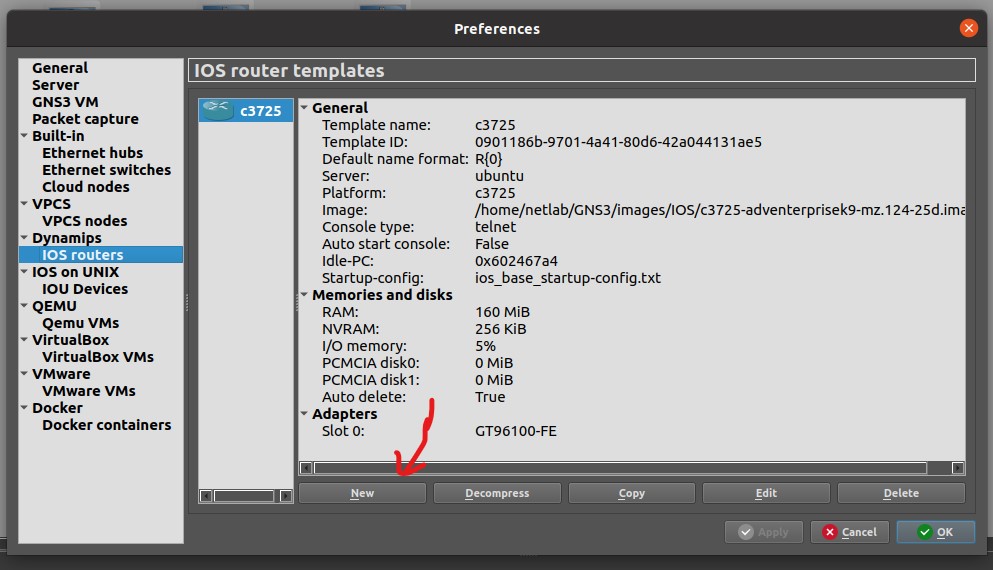 Preferences
General
Server
GNS3 VM
Packet capture
Built-in
Ethernet hubs
Ethernet switches
Cloud nodes
VPCS
VPCS nodes
Dynamips
IOS routers
IOS on UNIX
IOU Devices
QEMU
Qemu VMs
VirtualBox
VirtualBox VMs
VMware
VMware VMs
Docker
Docker containers
IOS router templates
c3725
General
Template name: c3725
Template ID: 0901186b-9701-4a41-80d6-42a044131ae5
Default name format: R{0}
Server: ubuntu
Platform: c3725
Image: /home/netlab/GNS3/images/IOS/c3725-adventerprisek9-mz.124-25d.ima
Console type: telnet
Auto start console: False
Idle-PC: 0x602467a4
Startup-config: ios_base_startup-config.txt
Memories and disks
RAM: 160 MiB
NVRAM: 256 KiB
I/O memory: 5%
PCMCIA disk0: 0 MiB
PCMCIA disk1: 0 MiB
Auto delete: True
Adapters
Slot 0: GT96100-FE
New Decompress Copy Edit Delete
Apply Cancel OK